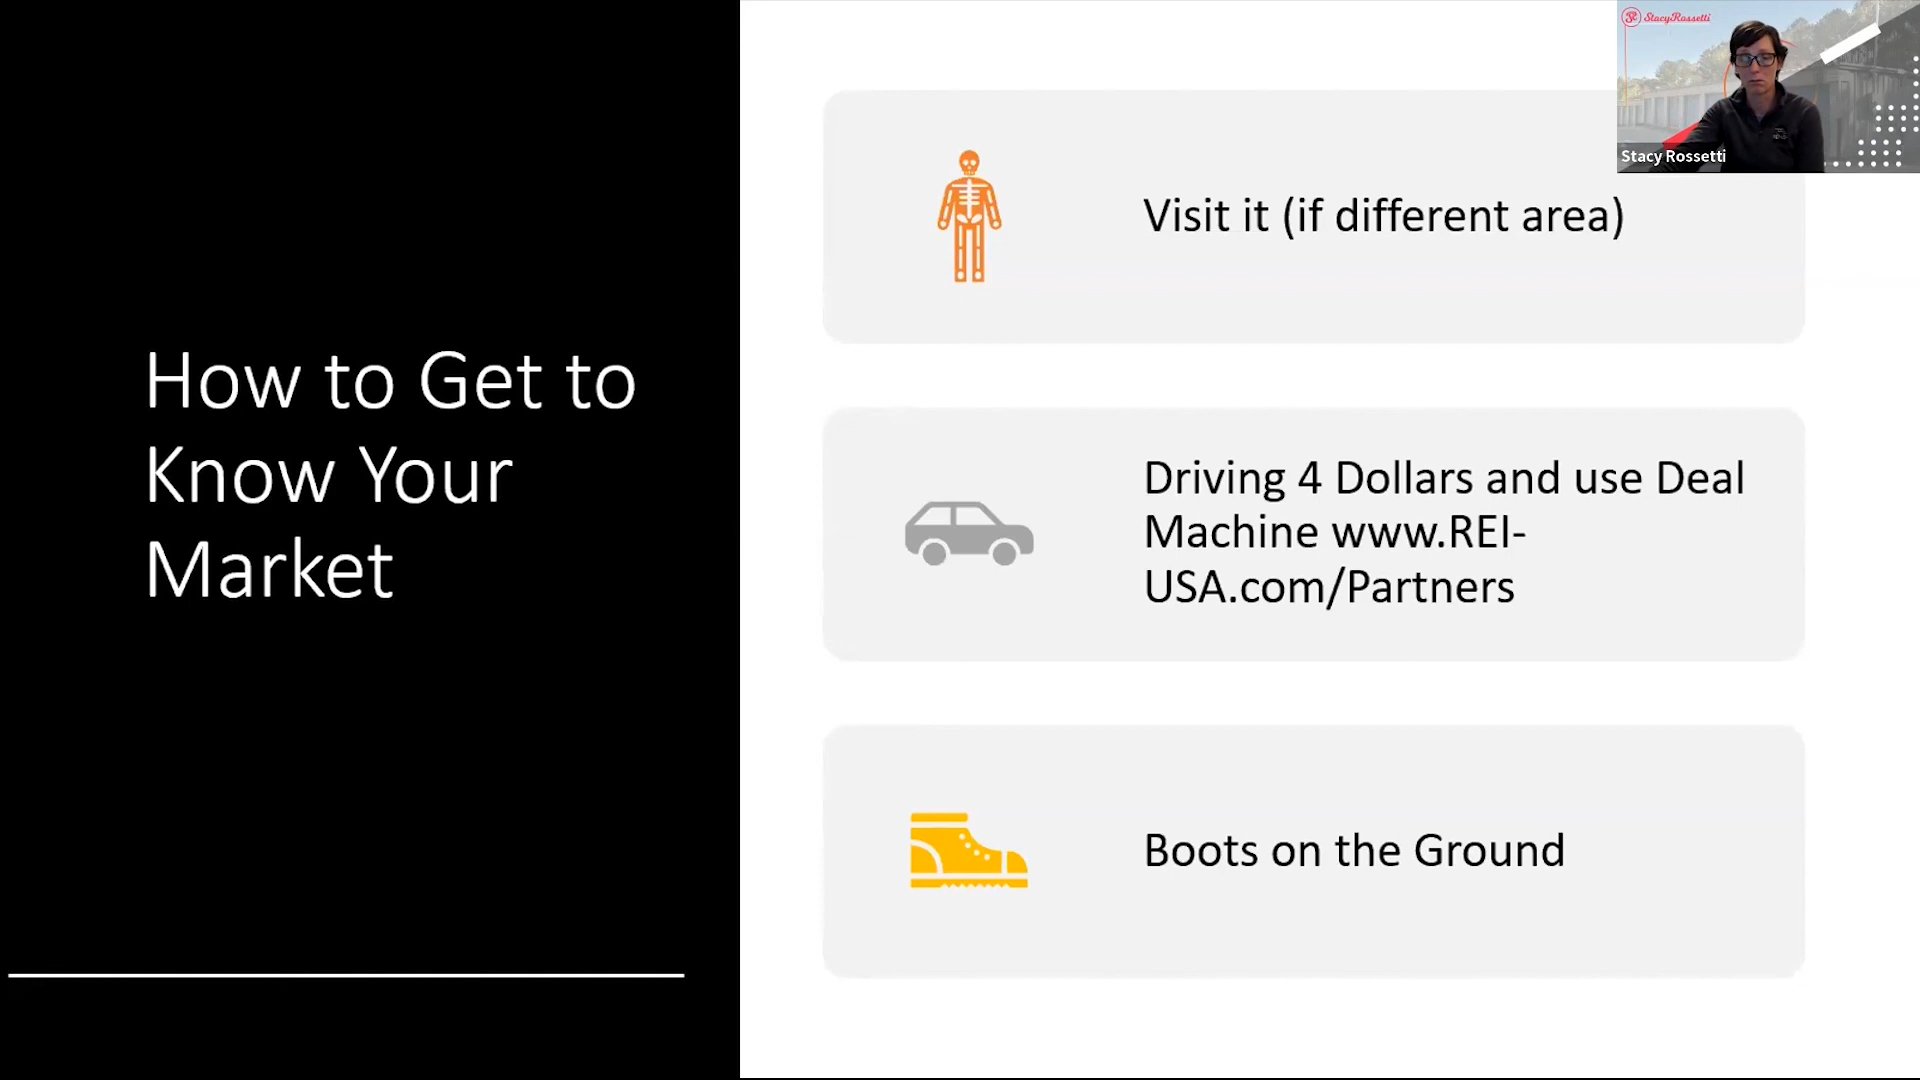 How to Get to
Know Your
Market
StacyRossetti
Stacy Rossetti
Visit it (if different area)
Driving 4 Dollars and use Deal
Machine www.REI-
USA.com/Partners
Boots on the Ground